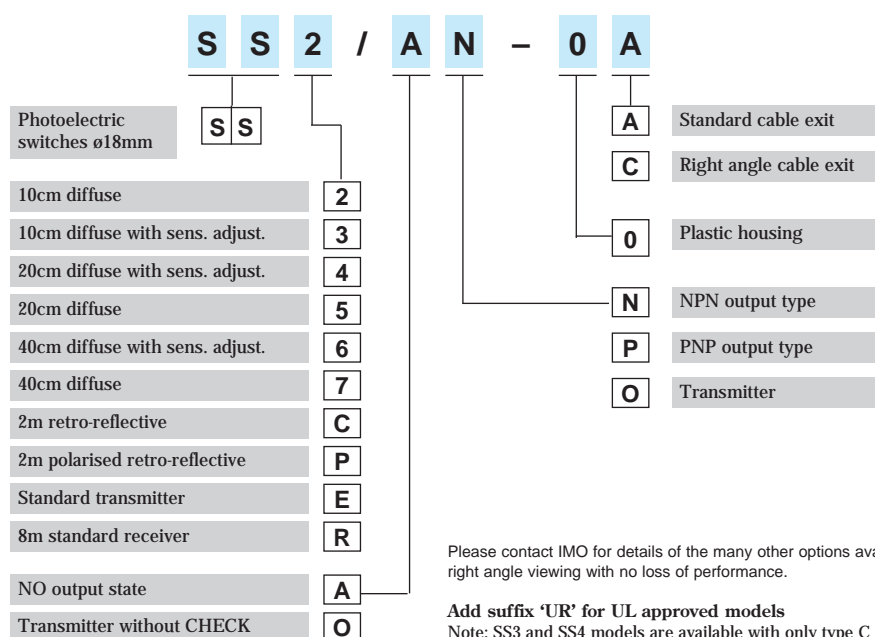 S S 2 / A N – 0 A
Photoelectric
switches ø18mm
S S
10cm diffuse 2
10cm diffuse with sens. adjust. 3
20cm diffuse with sens. adjust. 4
20cm diffuse 5
40cm diffuse with sens. adjust. 6
40cm diffuse 7
2m retro-reflective C
2m polarised retro-reflective P
Standard transmitter E
8m standard receiver R
NO output state A
Transmitter without CHECK O
A Standard cable exit
C Right angle cable exit
0 Plastic housing
N NPN output type
P PNP output type
O Transmitter
Please contact IMO for details of the many other options ava
right angle viewing with no loss of performance.
Add suffix ‘UR’ for UL approved models
Note: SS3 and SS4 models are available with only type C